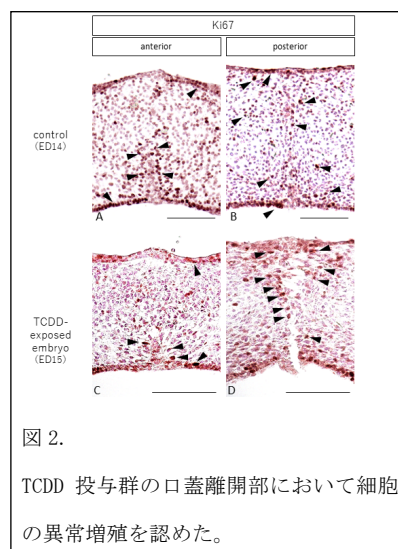 Ki67
anterior posterior
control
(ED14)
A B
TCDD-
exposed
embryo
(ED15)
C D
図 2.
TCDD 投与群の口蓋離開部において細胞
の異常増殖を認めた。